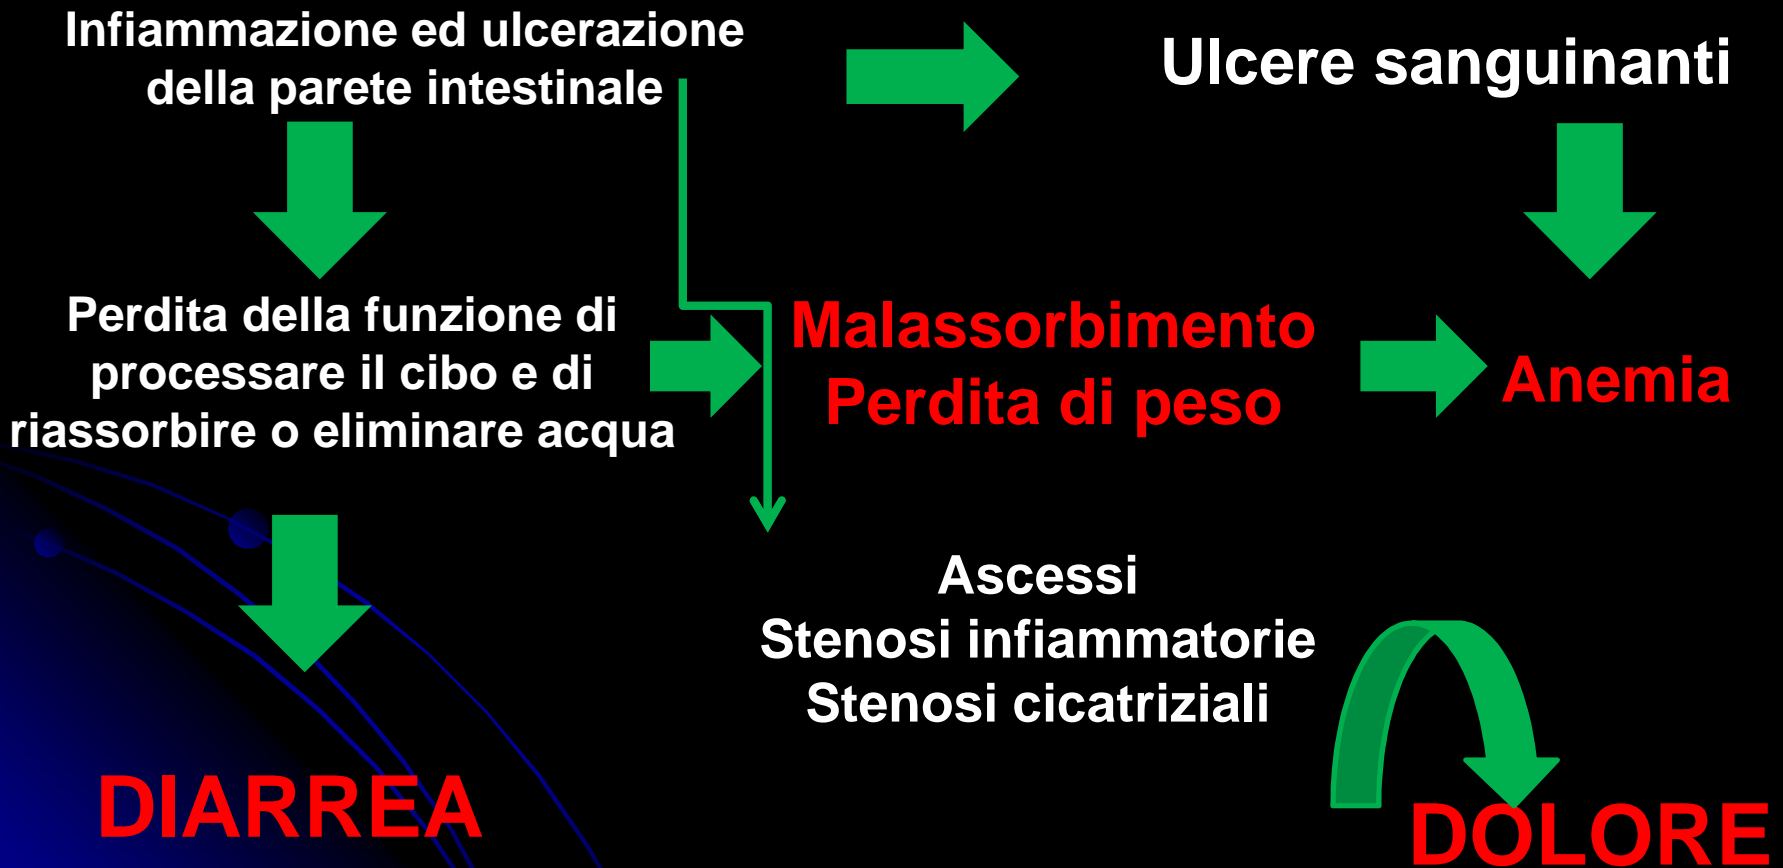 Infiammazione ed ulcerazione
della parete intestinale
Ulcere sanguinanti
Perdita della funzione di
processare il cibo e di
riassorbire o eliminare acqua
Malassorbimento
Perdita di peso
Anemia
Ascessi
Stenosi infiammatorie
Stenosi cicatriziali
DIARREA
DOLORE